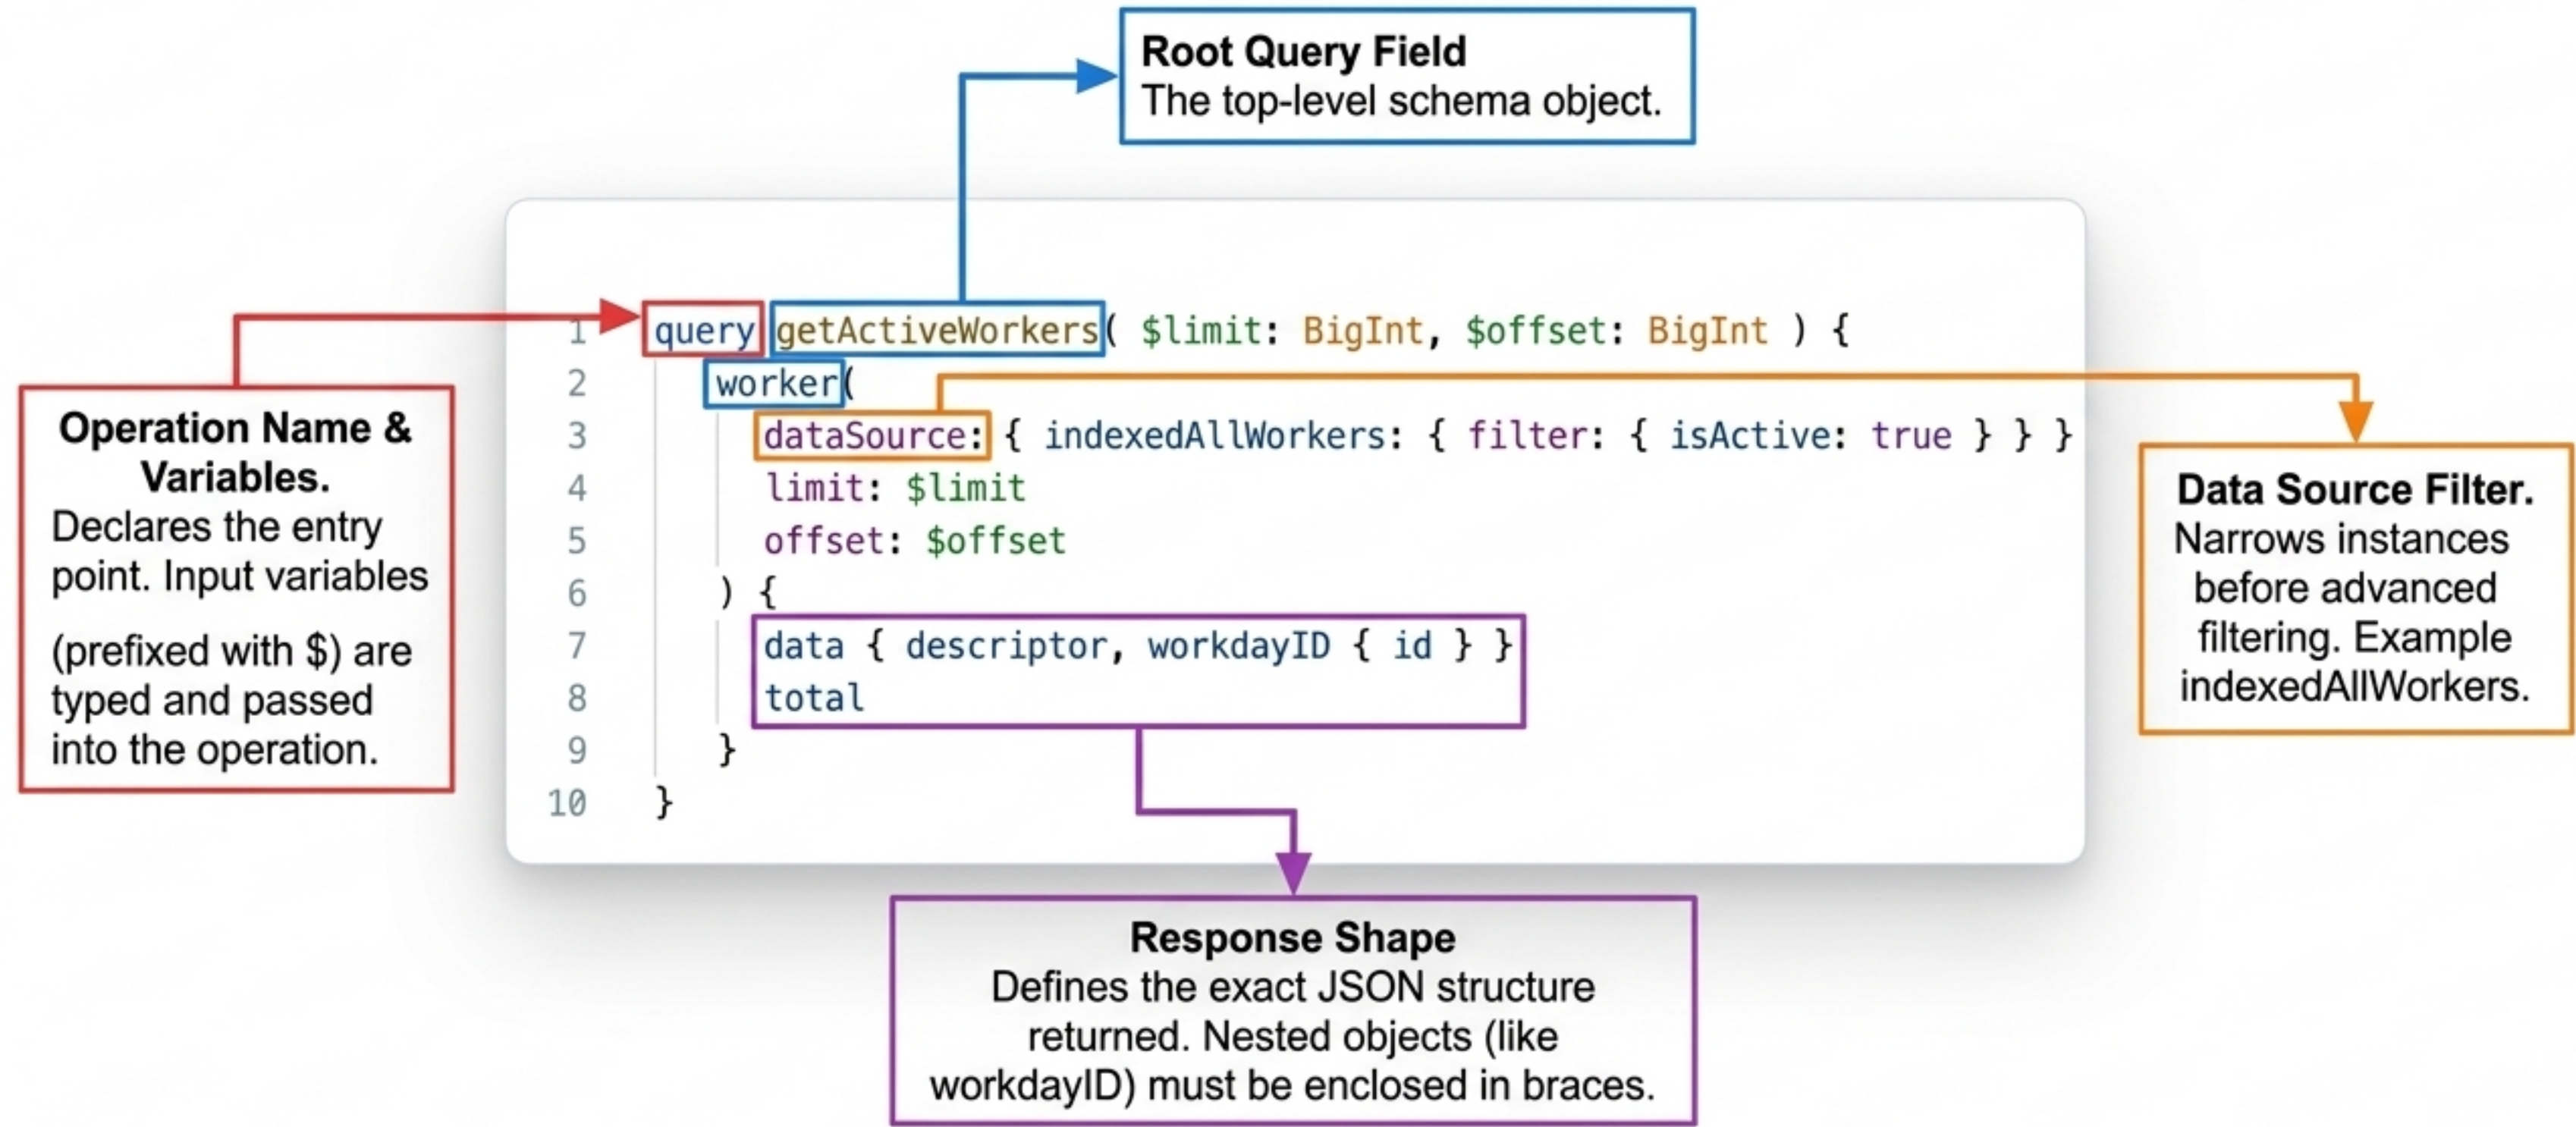 Root Query Field
The top-level schema object.
1 query getActiveWorkers( $limit: BigInt, $offset: BigInt ) {
2 worker(
3 dataSource: { indexedAllWorkers: { filter: { isActive: true } } }
4 limit: $limit
5 offset: $offset
6 ) {
7 data { descriptor, workdayID { id } }
8 total
9 }
10 }
Operation Name &
Variables.
Declares the entry
point. Input variables
(prefixed with $) are
typed and passed
into the operation.
Data Source Filter.
Narrows instances
before advanced
filtering. Example
indexedAllWorkers.
Response Shape
Defines the exact JSON structure
returned. Nested objects (like
workdayID) must be enclosed in braces.